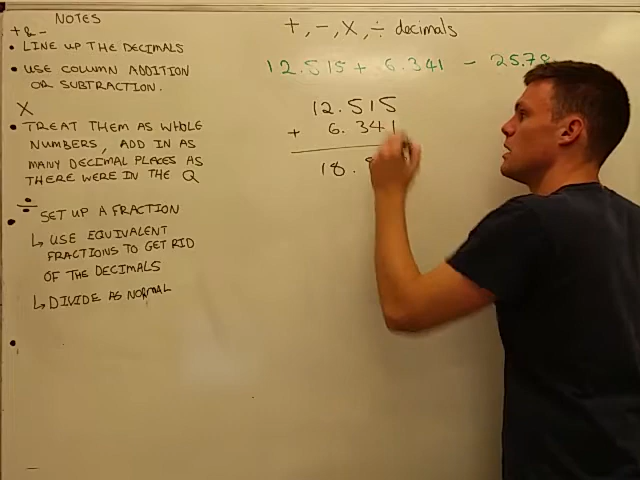 NOTES
+ & -
• LINE UP THE DECIMALS
• USE COLUMN ADDITION
OR SUBTRACTION.
X
• TREAT THEM AS WHOLE
NUMBERS, ADD IN AS
MANY DECIMAL PLACES AS
THERE WERE IN THE Q
÷
• SET UP A FRACTION
↳ USE EQUIVALENT
FRACTIONS TO GET RID
OF THE DECIMALS
↳ DIVIDE AS NORMAL
•
+, -, X, ÷ decimals
12.515 + 6.341 - 25.78
12.515
+ 6.341
18.